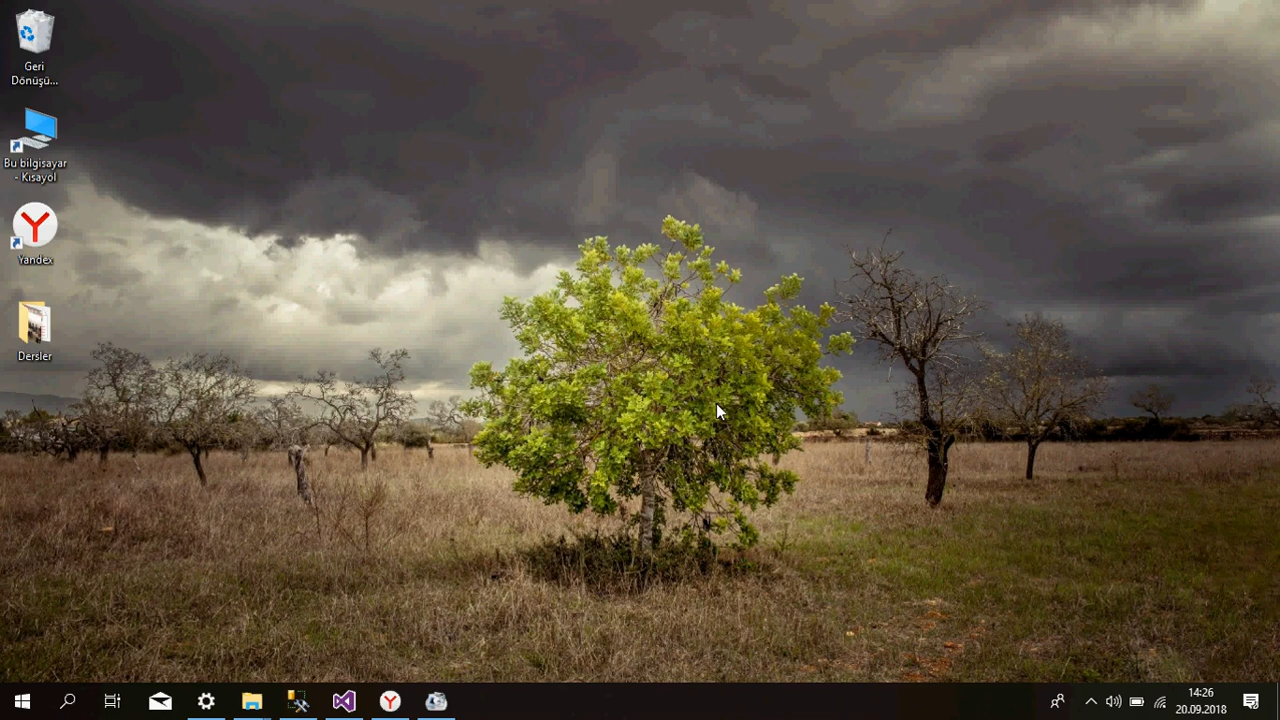 Geri
Dönüşü...
Bu bilgisayar
- Kısayol
Yandex
Dersler
14:26
20.09.2018